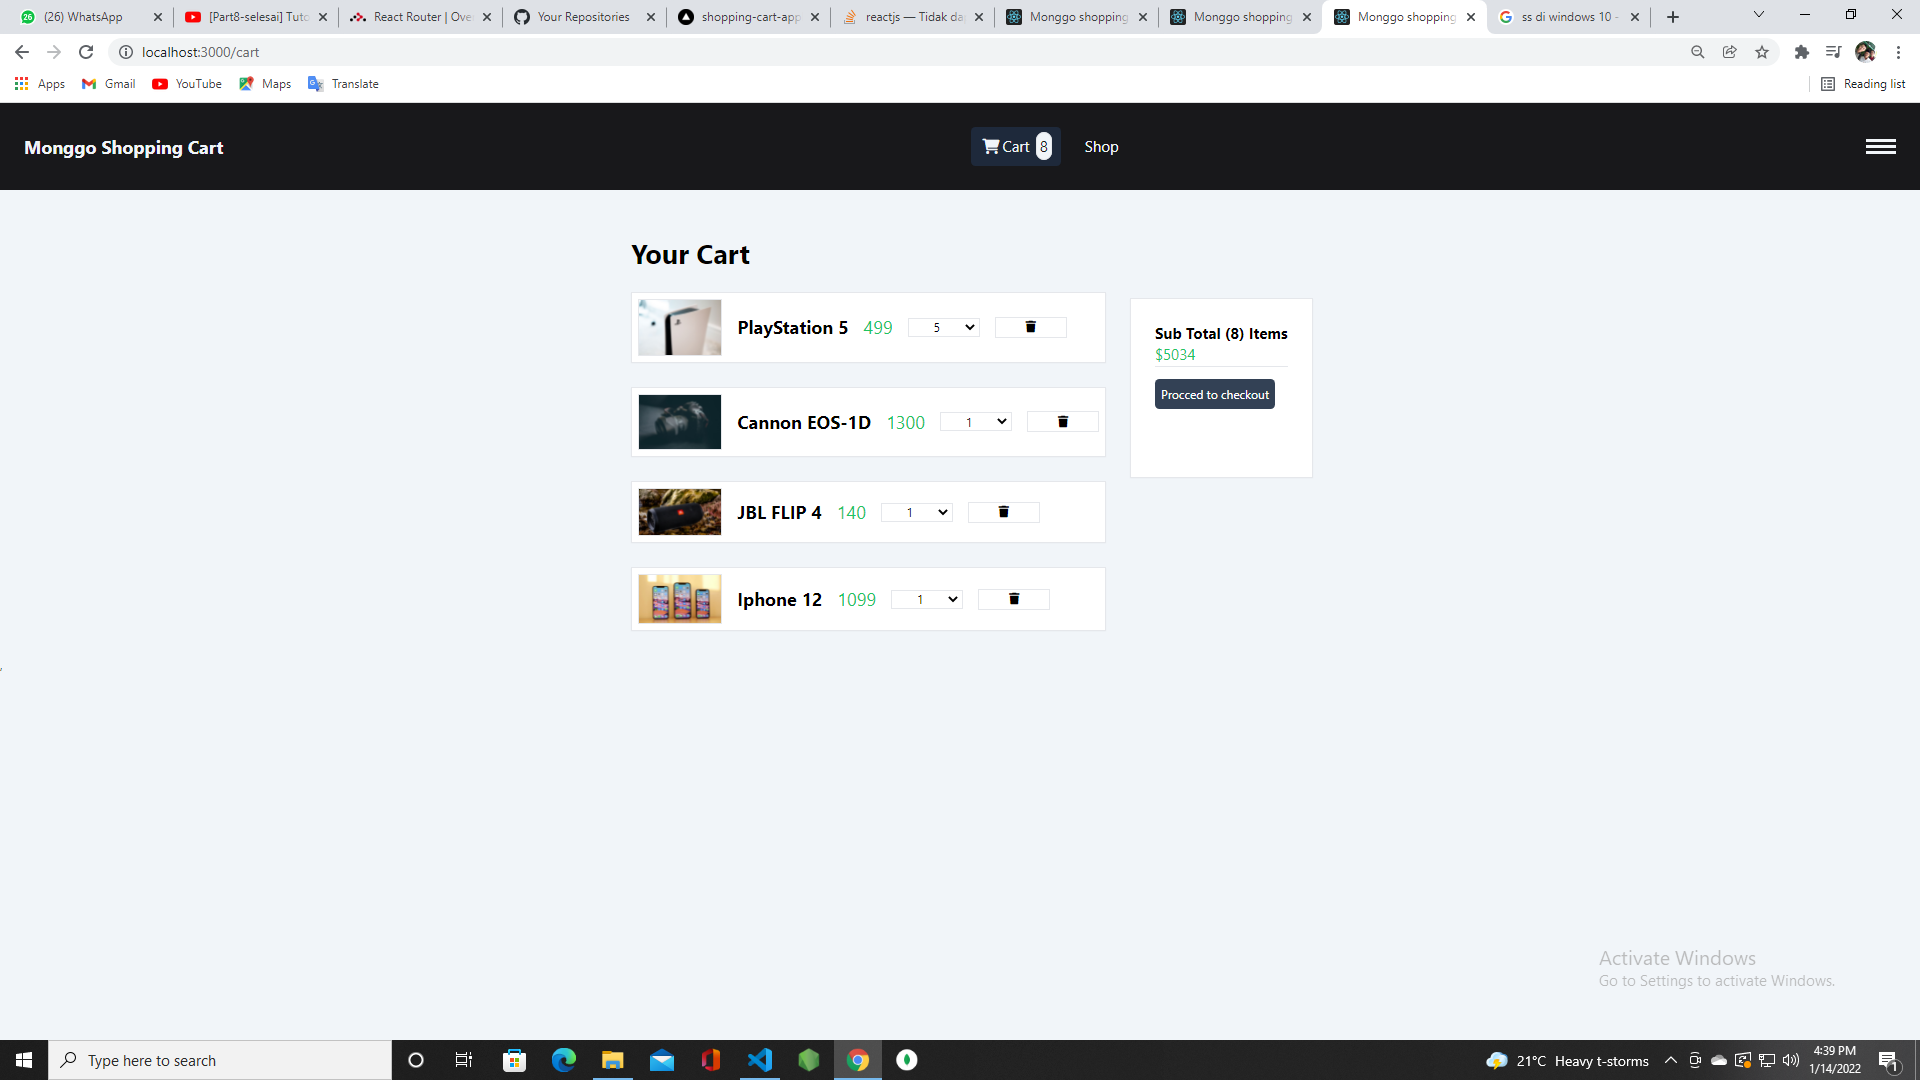 (26) WhatsApp
[Part8-selesai] Tuto
React Router | Ove
Your Repositories
shopping-cart-app
reactjs — Tidak da
Monggo shopping
Monggo shopping
Monggo shopping
ss di windows 10 -
localhost:3000/cart
Apps
Gmail
YouTube
Maps
Translate
Reading list
Monggo Shopping Cart
Cart 8
Shop
Your Cart
PlayStation 5 499 5
Cannon EOS-1D 1300 1
JBL FLIP 4 140 1
Iphone 12 1099 1
Sub Total (8) Items
$5034
Procced to checkout
,
Activate Windows
Go to Settings to activate Windows.
Type here to search
21°C Heavy t-storms
4:39 PM
1/14/2022
1